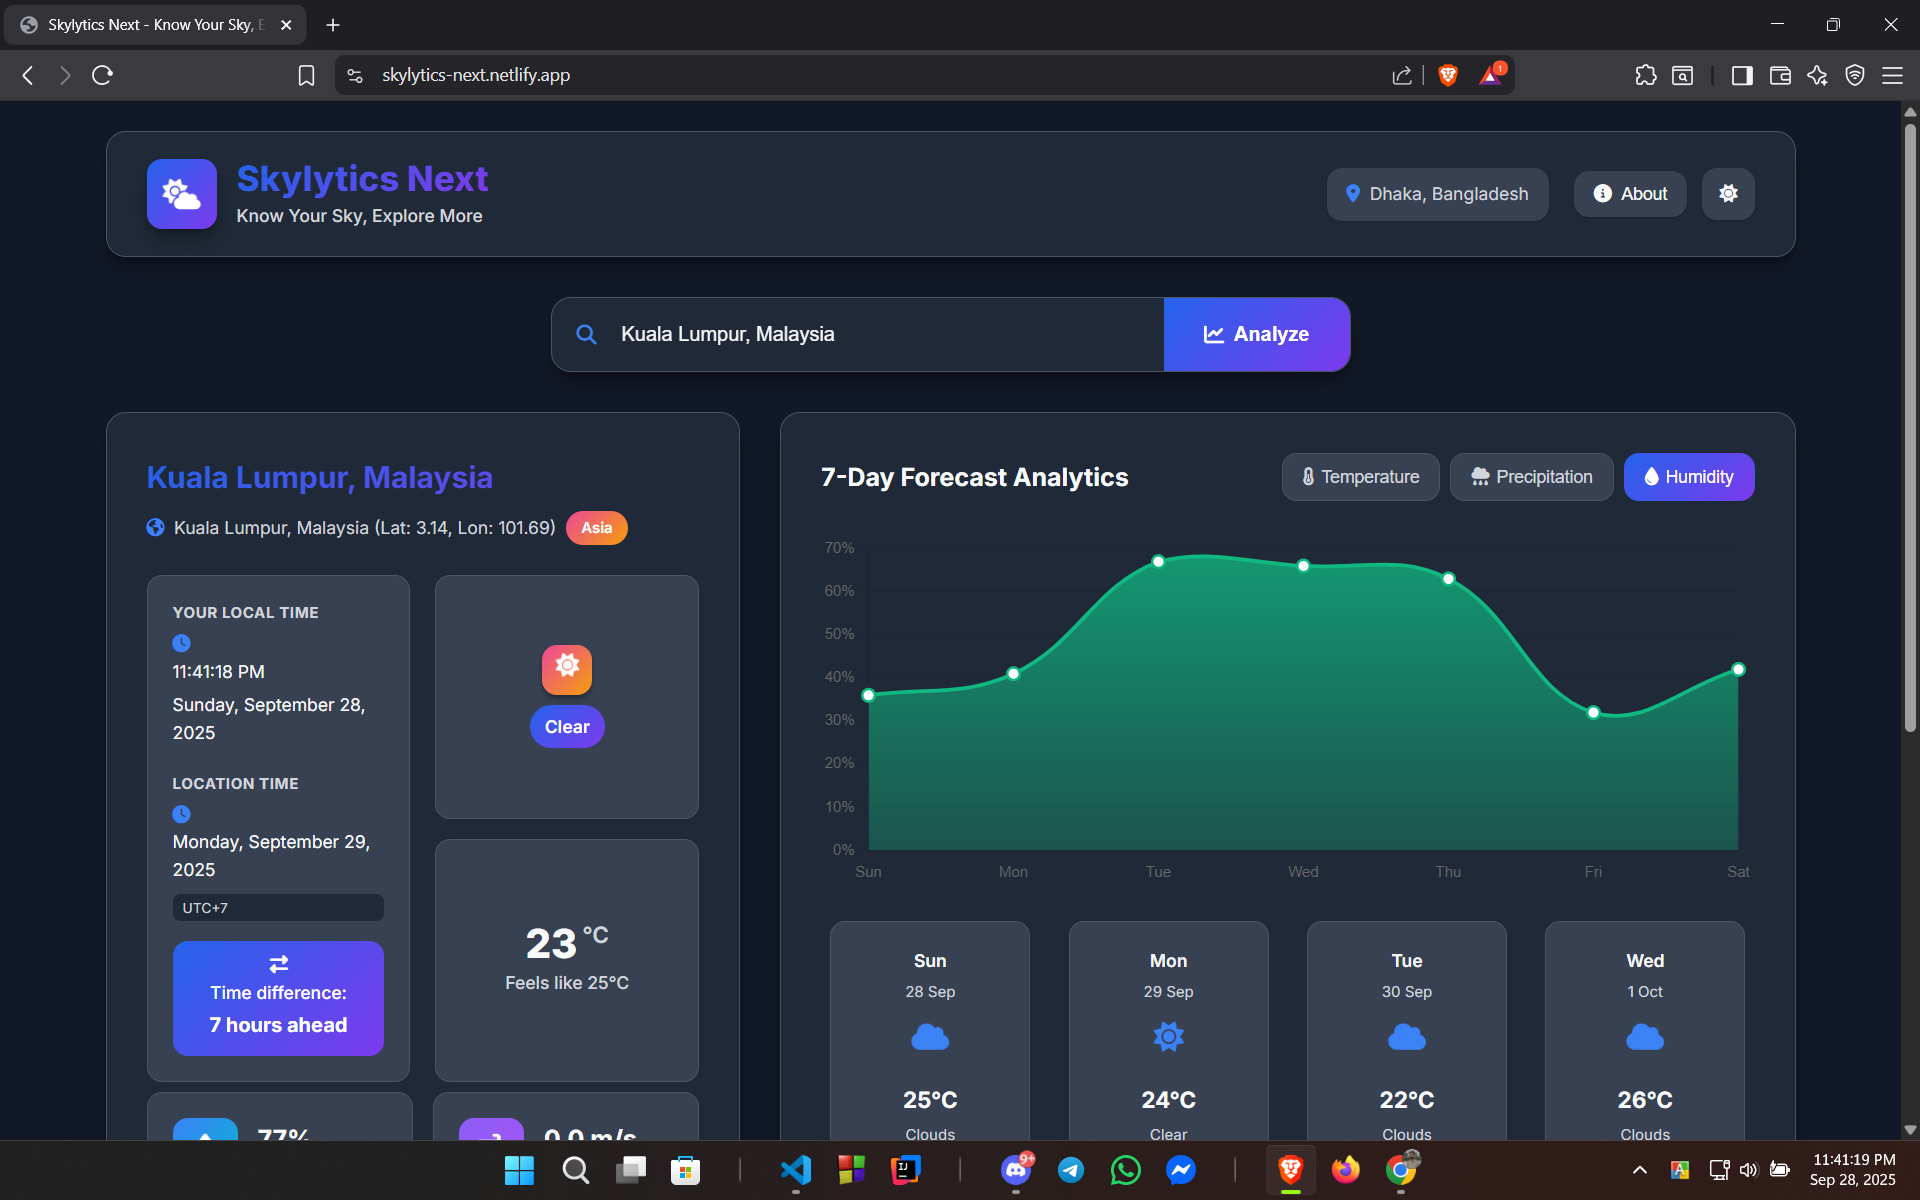 Skylytics Next - Know Your Sky, E
skylytics-next.netlify.app
1
Skylytics Next
Know Your Sky, Explore More
Dhaka, Bangladesh
About
Kuala Lumpur, Malaysia
Analyze
Kuala Lumpur, Malaysia
Kuala Lumpur, Malaysia (Lat: 3.14, Lon: 101.69)
Asia
YOUR LOCAL TIME
11:41:18 PM
Sunday, September 28,
2025
LOCATION TIME
Monday, September 29,
2025
UTC+7
Time difference:
7 hours ahead
Clear
23 °C
Feels like 25°C
77%
0.0 m/s
7-Day Forecast Analytics
Temperature
Precipitation
Humidity
70%
60%
50%
40%
30%
20%
10%
0%
Sun Mon Tue Wed Thu Fri Sat
Sun
28 Sep
25°C
Clouds
Mon
29 Sep
24°C
Clear
Tue
30 Sep
22°C
Clouds
Wed
1 Oct
26°C
Clouds
IJ
9+
A
11:41:19 PM
Sep 28, 2025